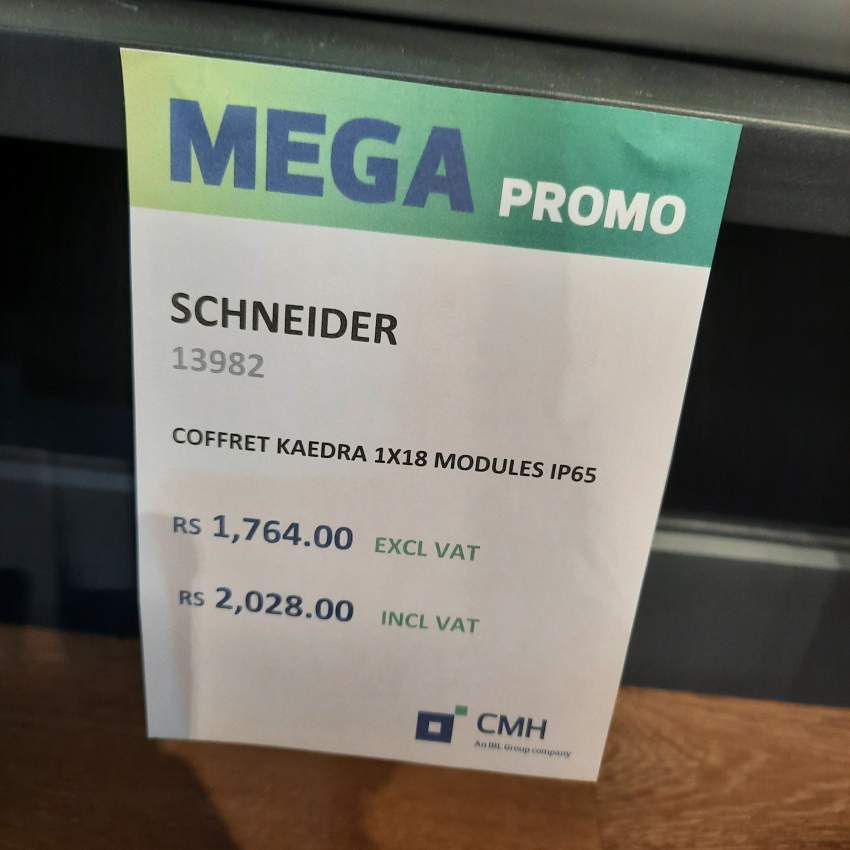 MEGA PROMO
SCHNEIDER
13982
COFFRET KAEDRA 1X18 MODULES IP65
RS 1,764.00 EXCL VAT
RS 2,028.00 INCL VAT
CMH
An IBL Group company